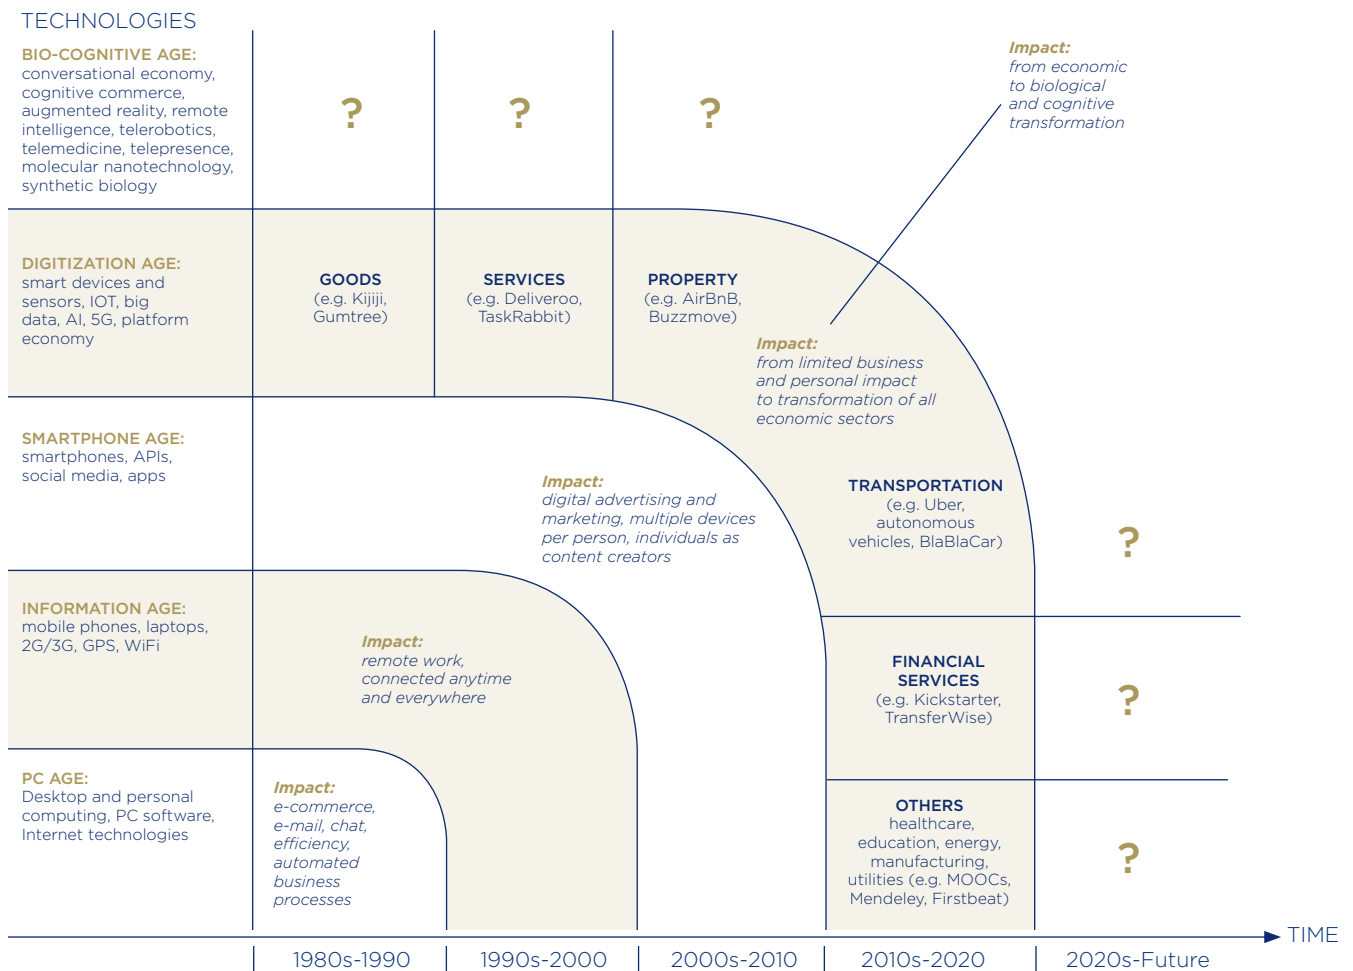 TECHNOLOGIES
BIO-COGNITIVE AGE:
conversational economy,
cognitive commerce,
augmented reality, remote
intelligence, telerobotics,
telemedicine, telepresence,
molecular nanotechnology,
synthetic biology
?
?
?
Impact:
from economic
to biological
and cognitive
transformation
DIGITIZATION AGE:
smart devices and
sensors, IOT, big
data, AI, 5G, platform
economy
GOODS
(e.g. Kijiji,
Gumtree)
SERVICES
(e.g. Deliveroo,
TaskRabbit)
PROPERTY
(e.g. AirBnB,
Buzzmove)
Impact:
from limited business
and personal impact
to transformation of all
economic sectors
SMARTPHONE AGE:
smartphones, APIs,
social media, apps
Impact:
digital advertising and
marketing, multiple devices
per person, individuals as
content creators
TRANSPORTATION
(e.g. Uber,
autonomous
vehicles, BlaBlaCar)
?
INFORMATION AGE:
mobile phones, laptops,
2G/3G, GPS, WiFi
Impact:
remote work,
connected anytime
and everywhere
FINANCIAL
SERVICES
(e.g. Kickstarter,
TransferWise)
?
PC AGE:
Desktop and personal
computing, PC software,
Internet technologies
Impact:
e-commerce,
e-mail, chat,
efficiency,
automated
business
processes
OTHERS
healthcare,
education, energy,
manufacturing,
utilities (e.g. MOOCs,
Mendeley, Firstbeat)
?
TIME
1980s-1990
1990s-2000
2000s-2010
2010s-2020
2020s-Future